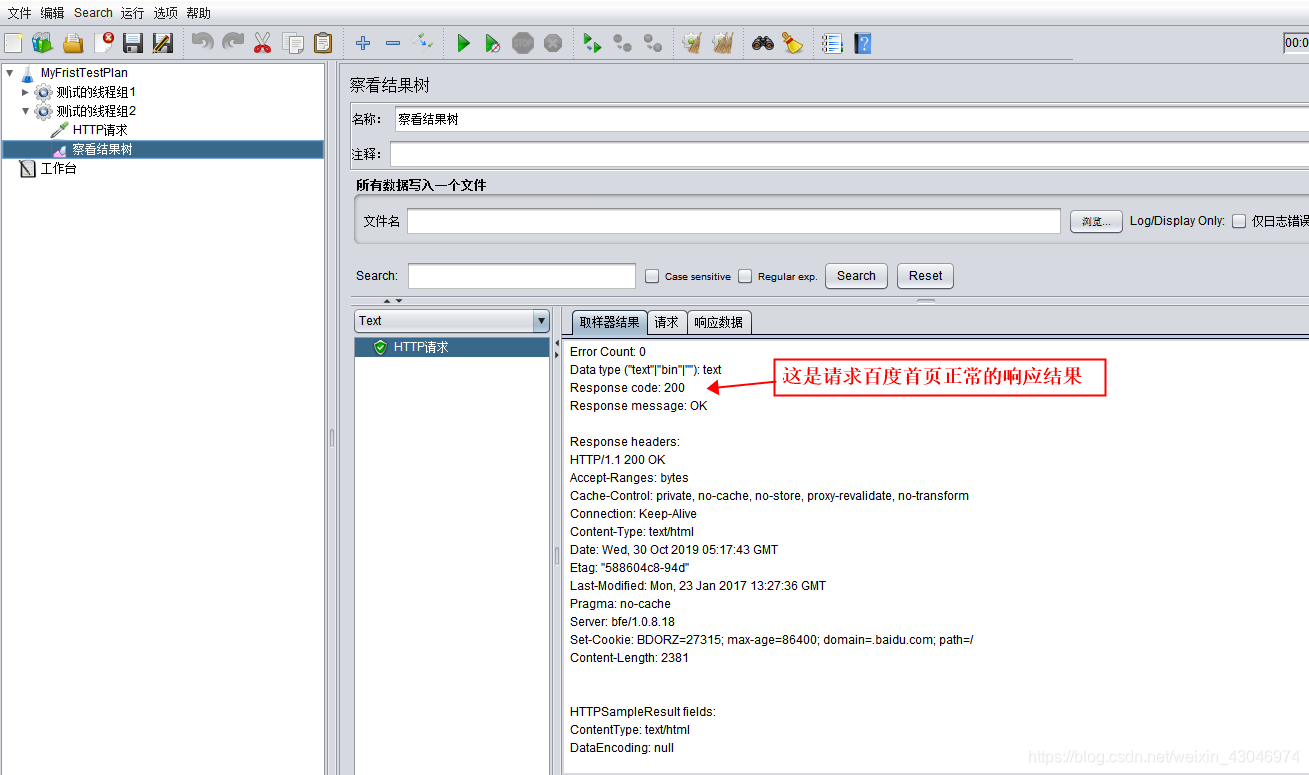 文件 编辑 Search 运行 选项 帮助
STOP
00:0
MyFristTestPlan
测试的线程组1
测试的线程组2
HTTP请求
察看结果树
工作台
察看结果树
名称： 察看结果树
注释：
所有数据写入一个文件
文件名 浏览... Log/Display Only: 仅日志错误
Search: Case sensitive Regular exp. Search Reset
Text
HTTP请求
取样器结果 请求 响应数据
Error Count: 0
Data type ("text"|"bin"|""): text
Response code: 200
Response message: OK
这是请求百度首页正常的响应结果
Response headers:
HTTP/1.1 200 OK
Accept-Ranges: bytes
Cache-Control: private, no-cache, no-store, proxy-revalidate, no-transform
Connection: Keep-Alive
Content-Type: text/html
Date: Wed, 30 Oct 2019 05:17:43 GMT
Etag: "588604c8-94d"
Last-Modified: Mon, 23 Jan 2017 13:27:36 GMT
Pragma: no-cache
Server: bfe/1.0.8.18
Set-Cookie: BDORZ=27315; max-age=86400; domain=.baidu.com; path=/
Content-Length: 2381
HTTPSampleResult fields:
ContentType: text/html
DataEncoding: null
https://blog.csdn.net/weixin_43046974